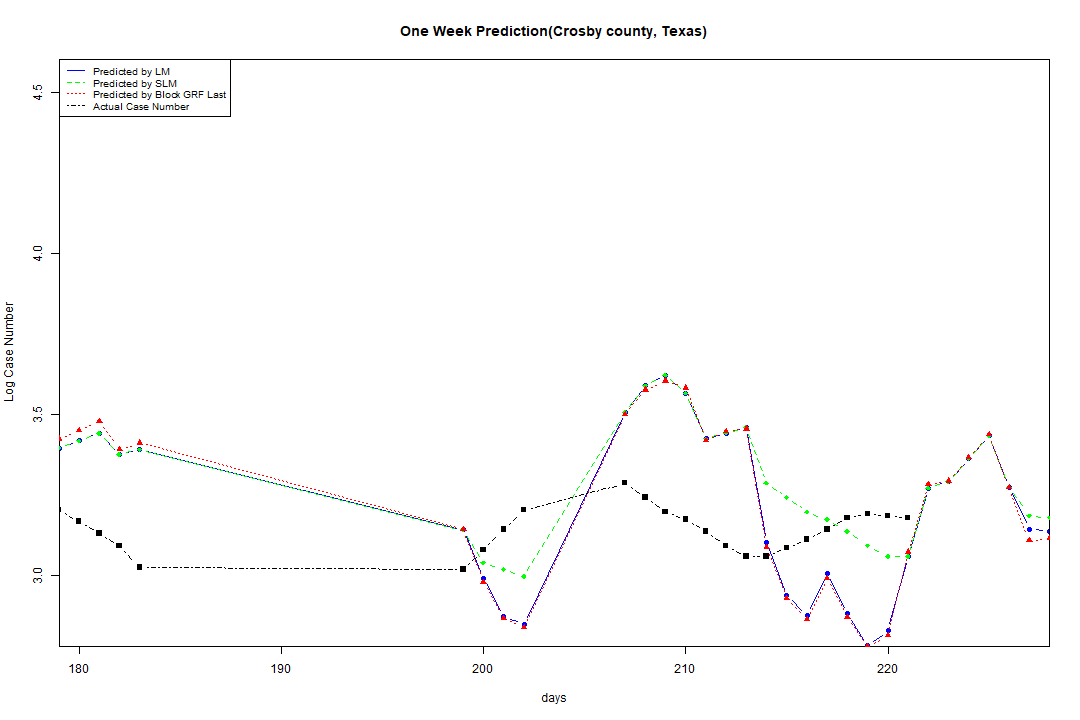 One Week Prediction(Crosby county, Texas)
Predicted by LM
Predicted by SLM
Predicted by Block GRF Last
Actual Case Number
4.5
4.0
3.5
3.0
Log Case Number
180 190 200 210 220
days